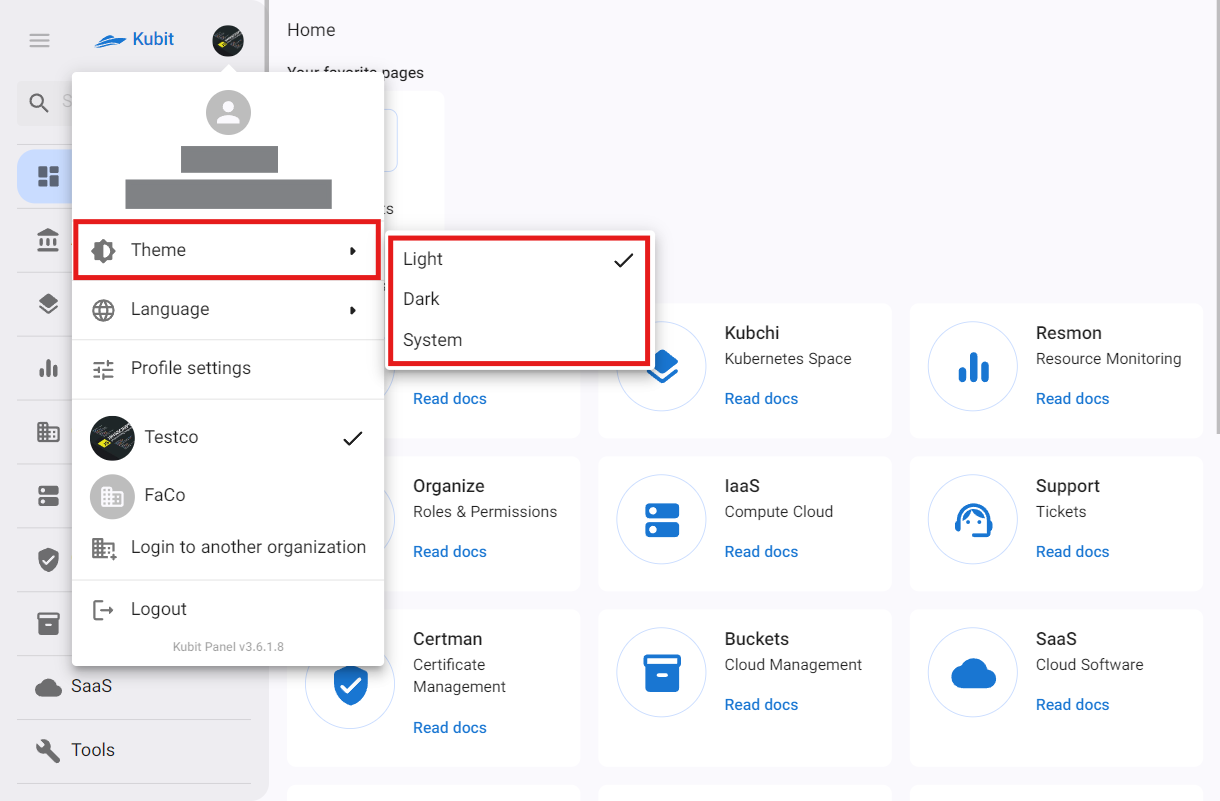 Kubit
Home
Your favorite pages
Theme
Language
Profile settings
Testco
FaCo
Login to another organization
Logout
Kubit Panel v3.6.1.8
SaaS
Tools
Light
Dark
System
Read docs
Kubchi
Kubernetes Space
Read docs
Resmon
Resource Monitoring
Read docs
Organize
Roles & Permissions
Read docs
IaaS
Compute Cloud
Read docs
Support
Tickets
Read docs
Certman
Certificate
Management
Read docs
Buckets
Cloud Management
Read docs
SaaS
Cloud Software
Read docs